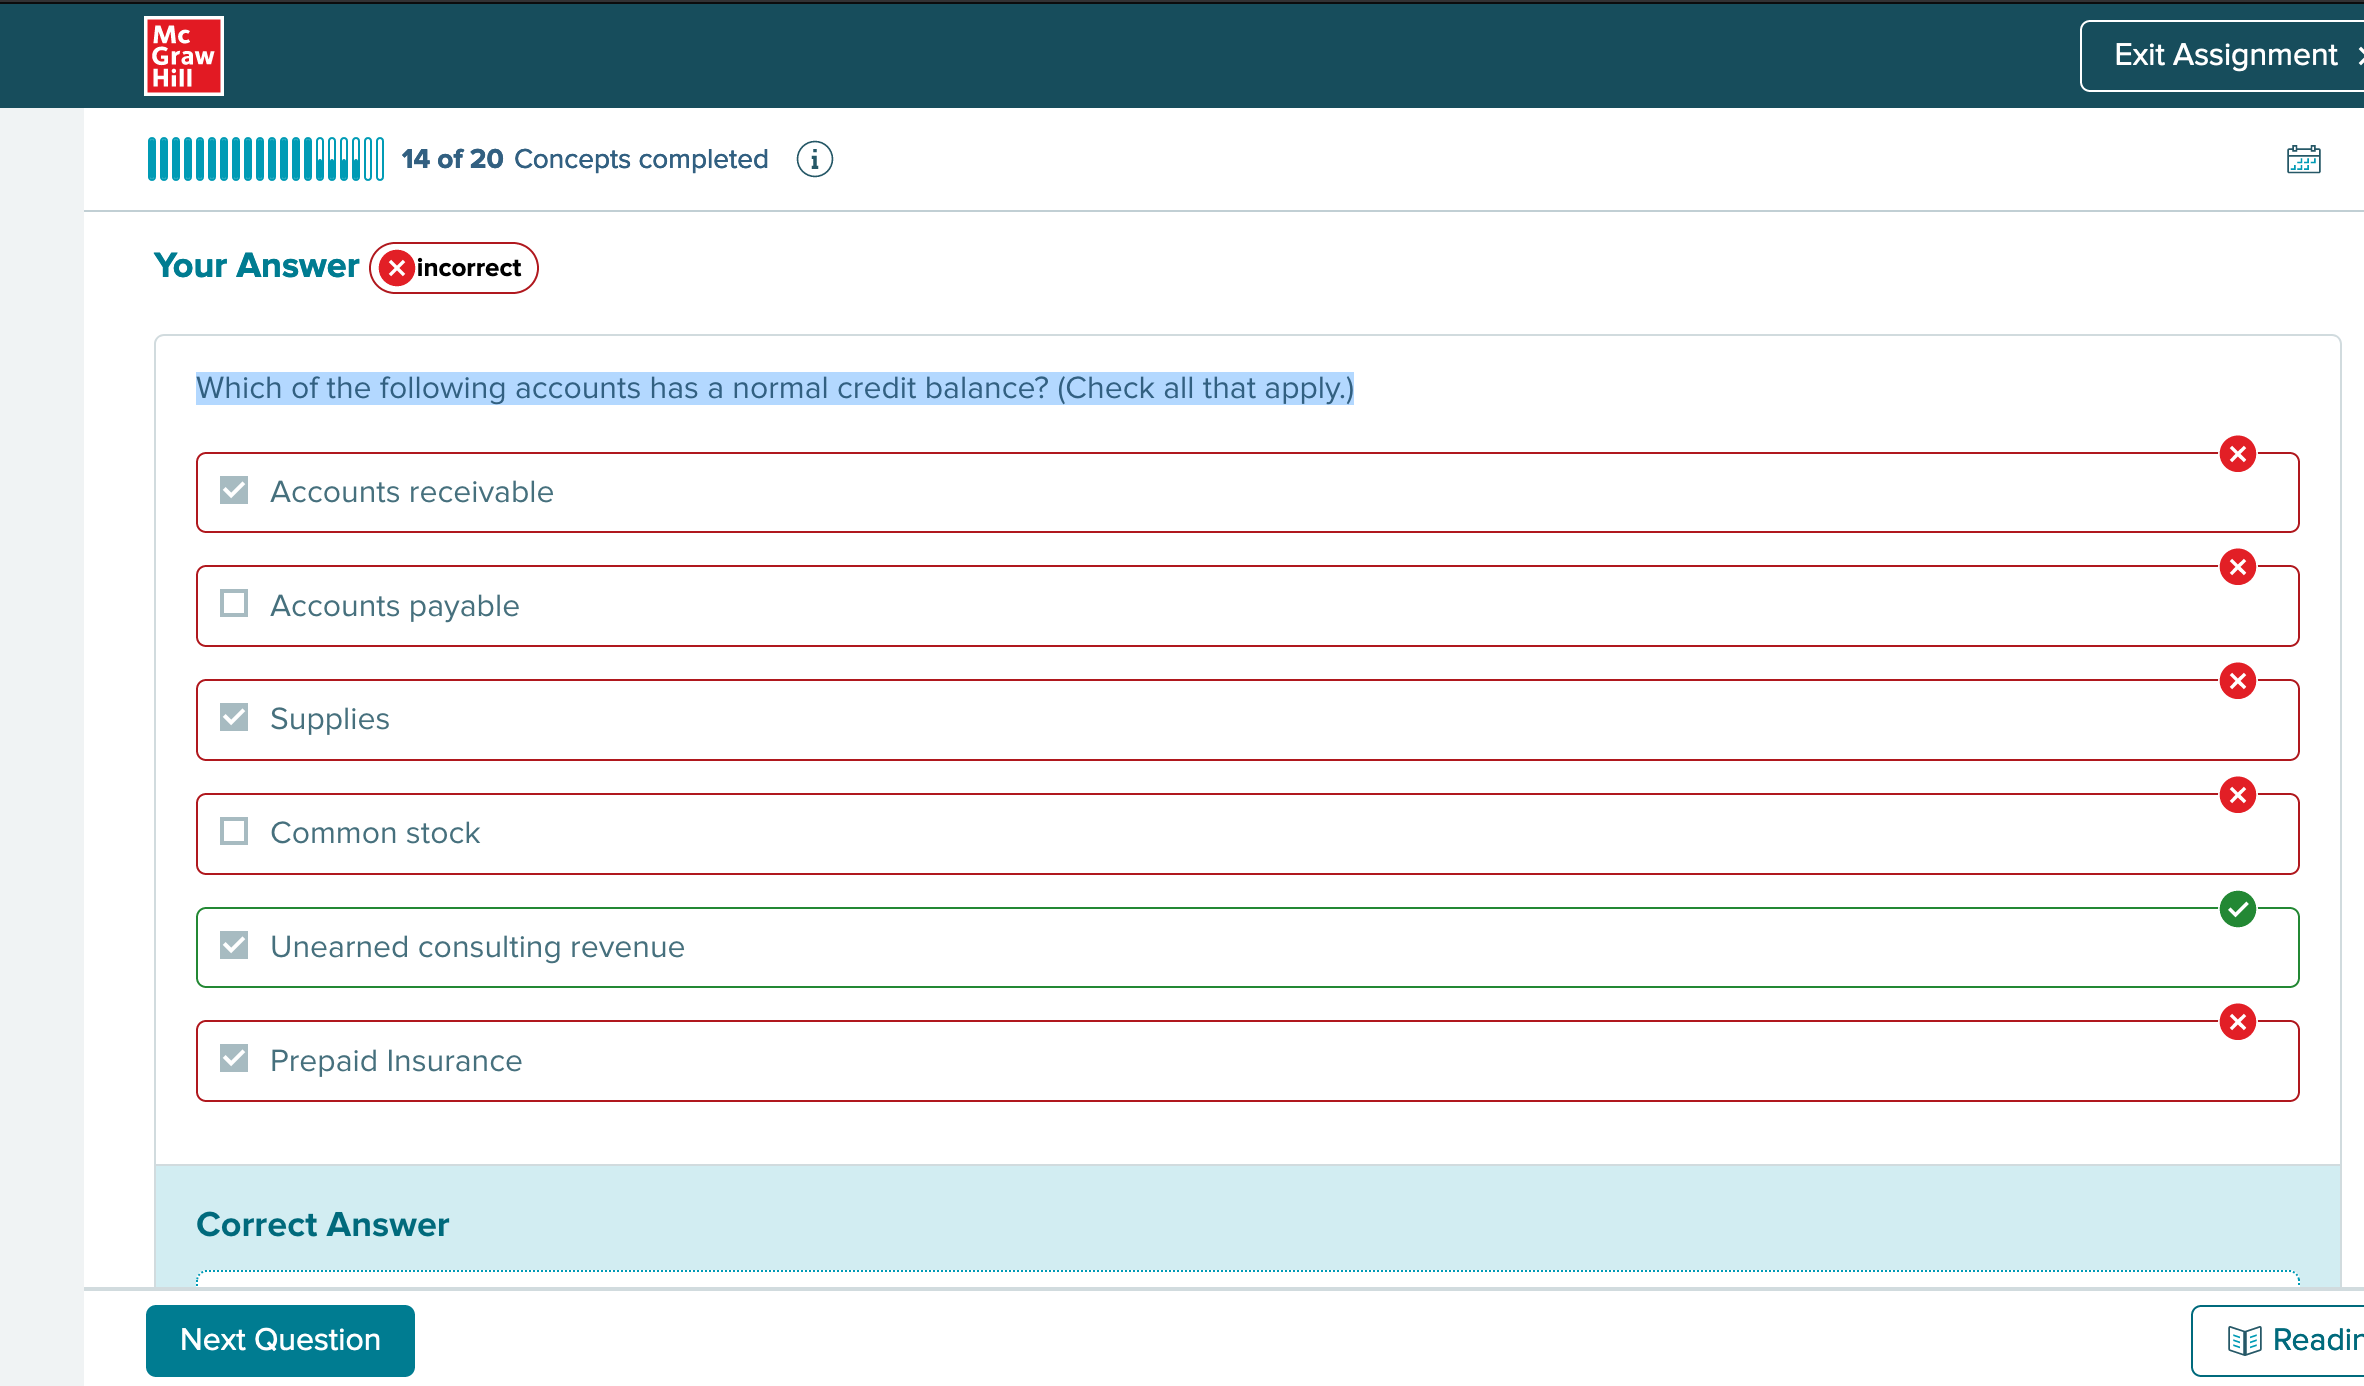 Mc
Graw
Hill
Exit Assignment
14 of 20 Concepts completed
Your Answer incorrect
Which of the following accounts has a normal credit balance? (Check all that apply.)
Accounts receivable
Accounts payable
Supplies
Common stock
Unearned consulting revenue
Prepaid Insurance
Correct Answer
Next Question